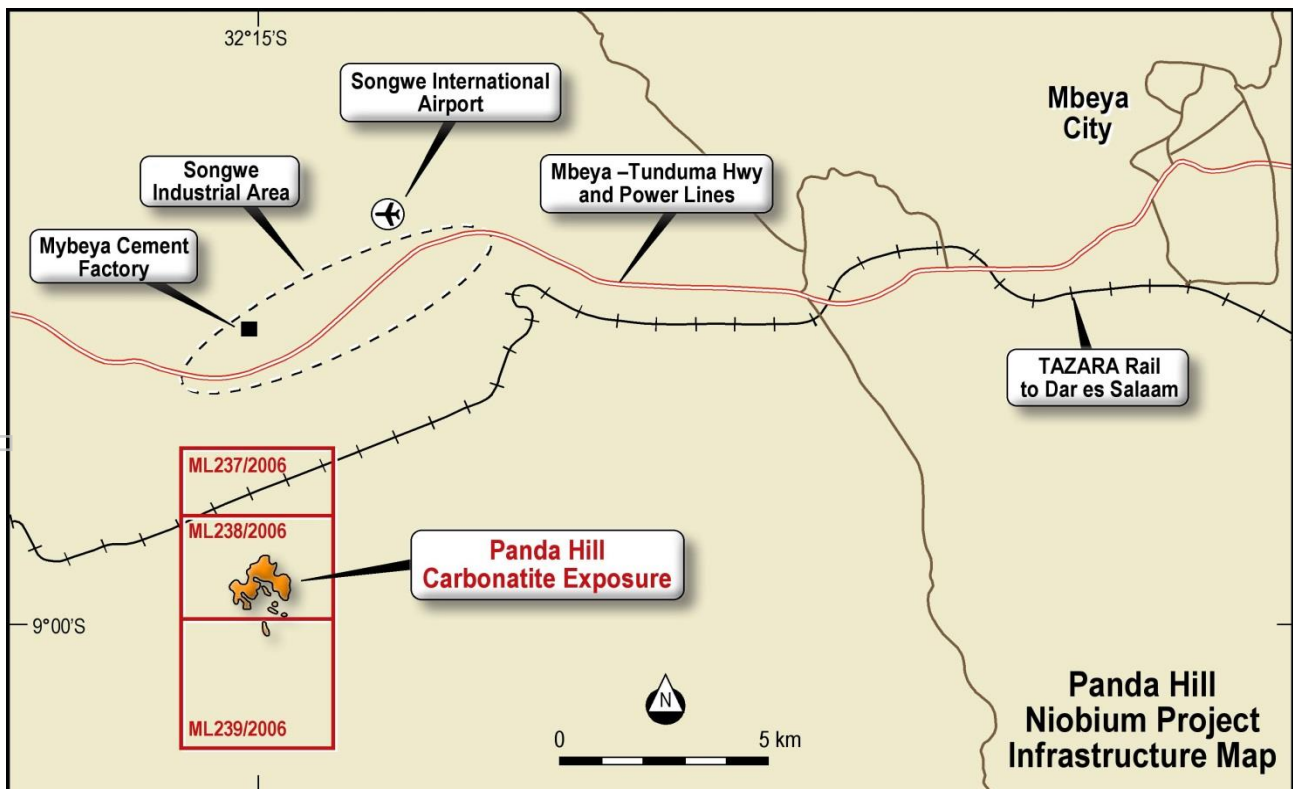 32°15'S
Songwe International
Airport
Mbeya
City
Songwe
Industrial Area
Mbeya –Tunduma Hwy
and Power Lines
Mybeya Cement
Factory
TAZARA Rail
to Dar es Salaam
ML237/2006
ML238/2006
Panda Hill
Carbonatite Exposure
9°00'S
ML239/2006
N
0 5 km
Panda Hill
Niobium Project
Infrastructure Map